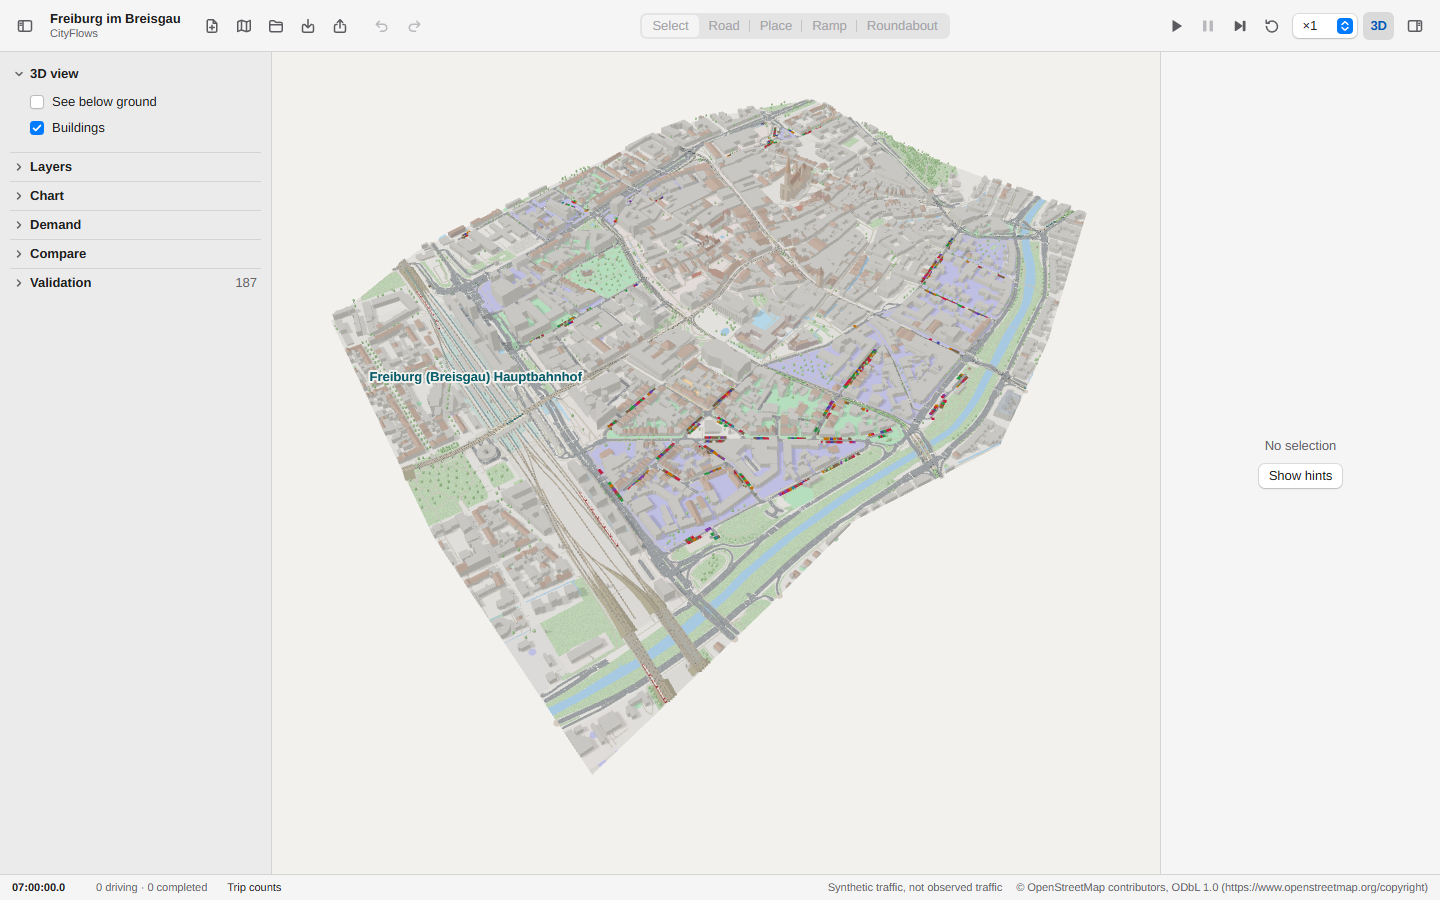 Freiburg im Breisgau
CityFlows
Select
Road
Place
Ramp
Roundabout
×1
3D
3D view
See below ground
Buildings
Layers
Chart
Demand
Compare
Validation 187
Freiburg (Breisgau) Hauptbahnhof
No selection
Show hints
07:00:00.0
0 driving · 0 completed
Trip counts
Synthetic traffic, not observed traffic
© OpenStreetMap contributors, ODbL 1.0 (https://www.openstreetmap.org/copyright)